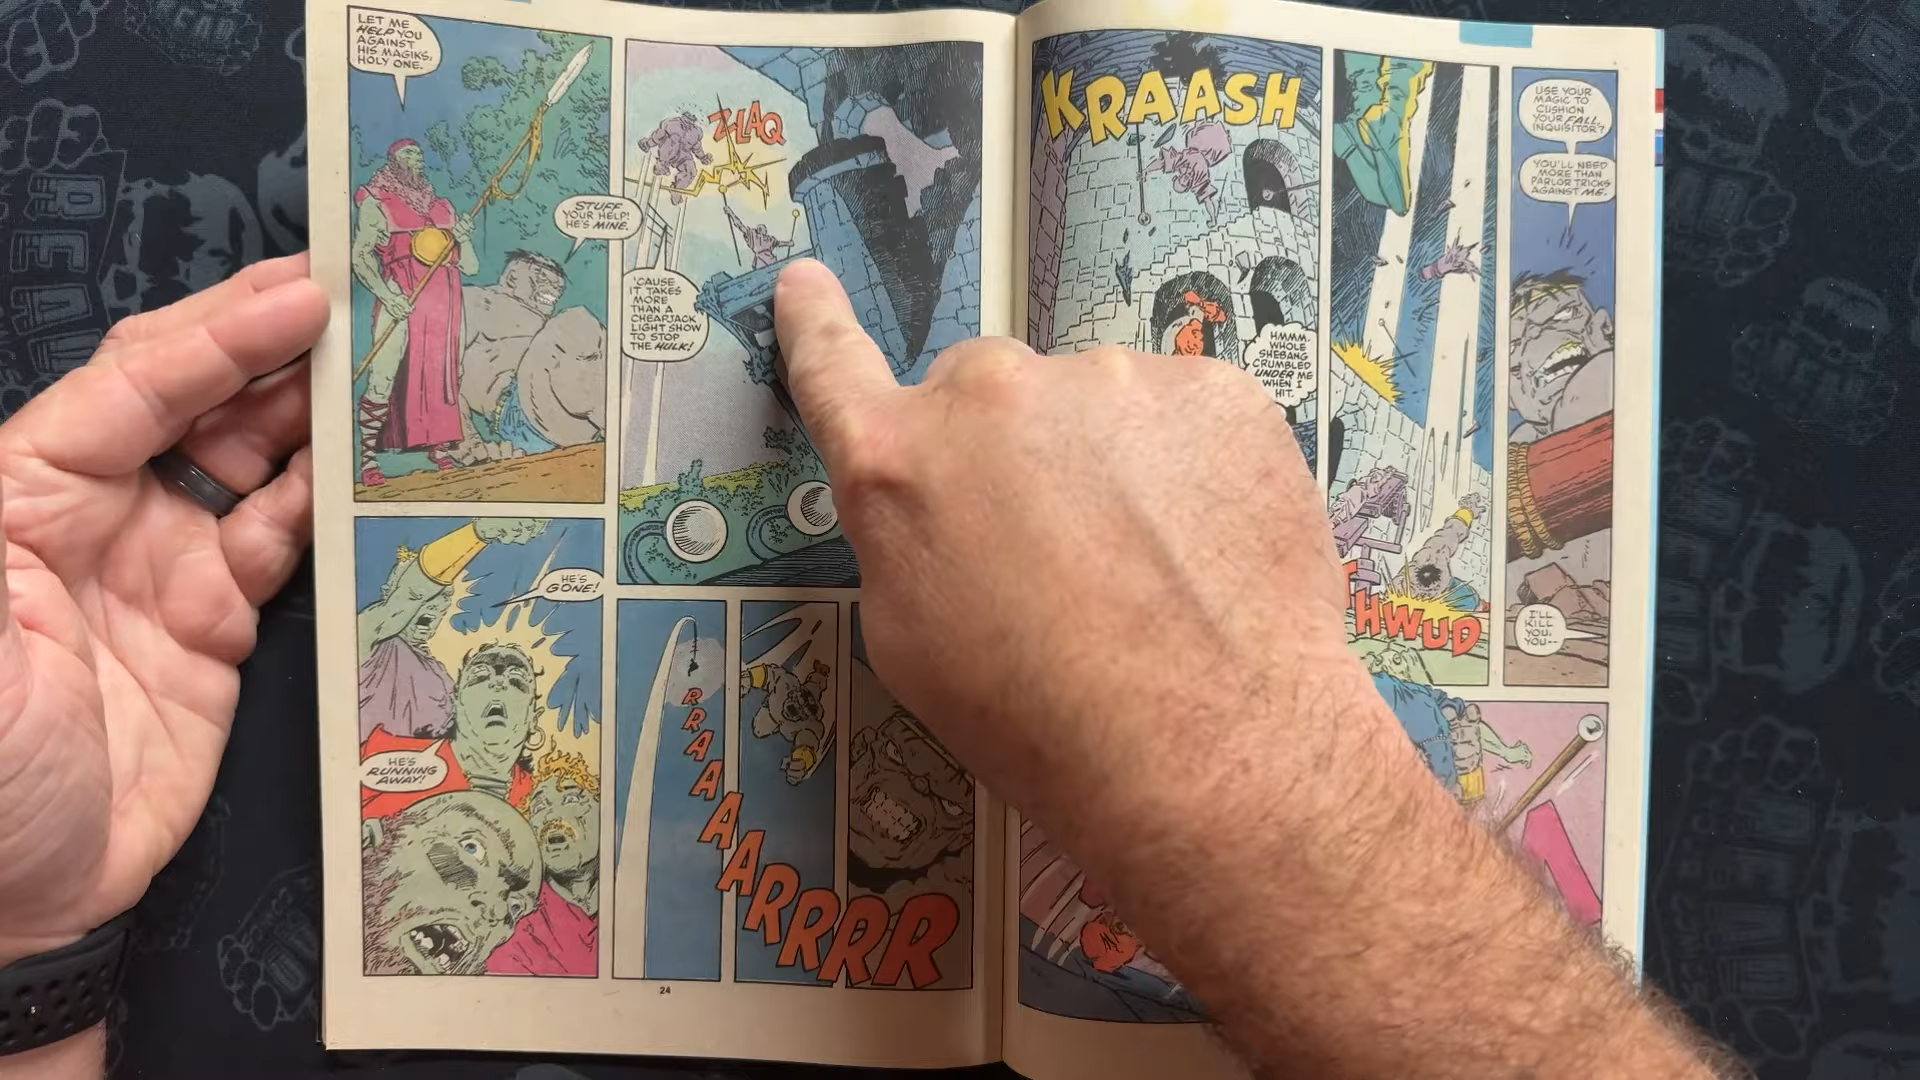 LET ME
HELP YOU
AGAINST
HIS MAGIKS,
HOLY ONE.
STUFF
YOUR HELP!
HE'S MINE.
Z-LAQ
'CAUSE
IT TAKES
MORE
THAN A
CHEAPJACK
LIGHT SHOW
TO STOP
THE HULK!
HE'S
GONE!
HE'S
RUNNING
AWAY!
RRAAAAARRRR
24
KRAASH
HMMM.
WHOLE
SHEBANG
CRUMBLED
UNDER ME
WHEN I
HIT.
THWUD
USE YOUR
MAGIC TO
CUSHION
YOUR FALL,
INQUISITOR?
YOU'LL NEED
MORE THAN
PARLOR TRICKS
AGAINST ME.
I'LL
KILL
YOU,
YOU--